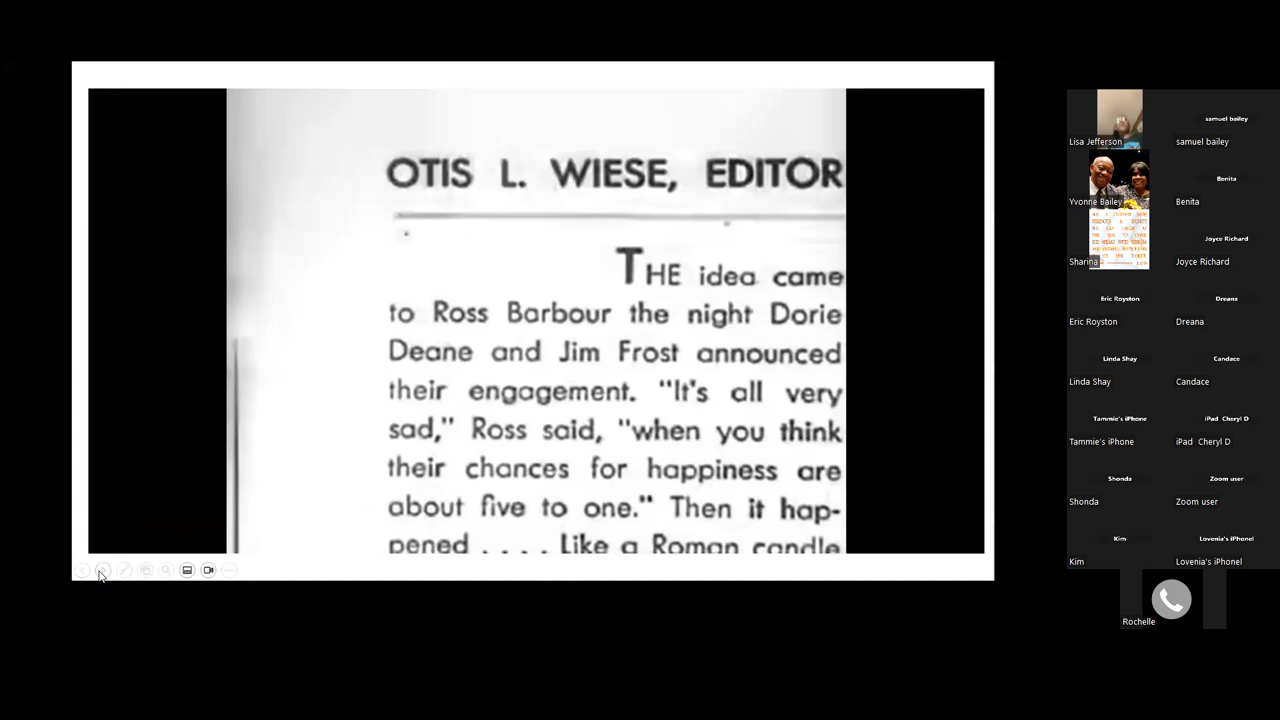 OTIS L. WIESE, EDITOR
THE idea came
to Ross Barbour the night Dorie
Deane and Jim Frost announced
their engagement. "It's all very
sad," Ross said, "when you think
their chances for happiness are
about five to one." Then it hap-
pened . . . . Like a Roman candle
Lisa Jefferson
samuel bailey
samuel bailey
Yvonne Bailey
Benita
Benita
Sharina
Joyce Richard
Joyce Richard
Eric Royston
Eric Royston
Dreana
Dreana
Linda Shay
Linda Shay
Candace
Candace
Tammie's iPhone
Tammie's iPhone
iPad Cheryl D
iPad Cheryl D
Shonda
Shonda
Zoom user
Zoom user
Kim
Kim
Lovenia's iPhonel
Lovenia's iPhonel
Rochelle